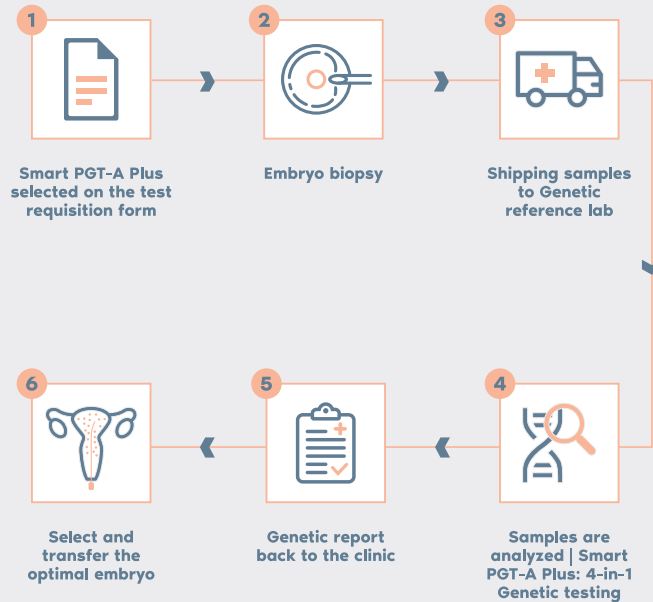 1
Smart PGT-A Plus
selected on the test
requisition form
2
Embryo biopsy
3
Shipping samples
to Genetic
reference lab
4
Samples are
analyzed | Smart
PGT-A Plus: 4-in-1
Genetic testing
5
Genetic report
back to the clinic
6
Select and
transfer the
optimal embryo